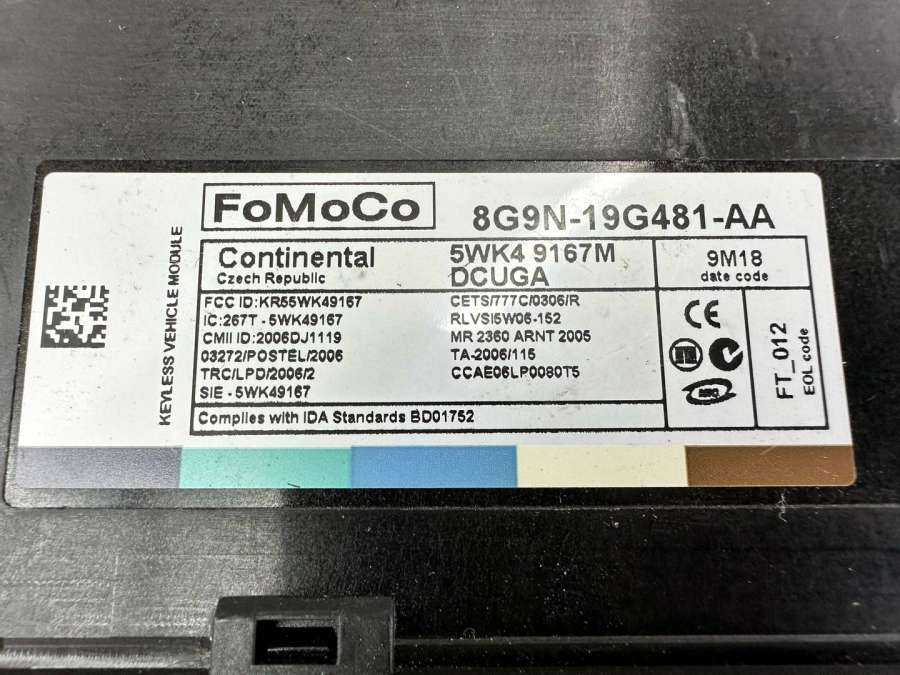 FoMoCo
8G9N-19G481-AA
KEYLESS VEHICLE MODULE
Continental
Czech Republic
5WK4 9167M
DCUGA
9M18
date code
FCC ID:KR55WK49167
IC:267T - 5WK49167
CMII ID:2006DJ1119
03272/POSTEL/2006
TRC/LPD/2006/2
SIE - 5WK49167
CETS/777C/0306/R
RLVSI5W06-152
MR 2360 ARNT 2005
TA-2006/115
CCAE06LP0080T5
CE
FT_012
EOL code
Complies with IDA Standards BD01752